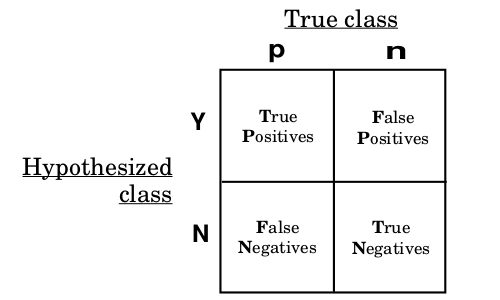 True class
p n
Y
True
Positives
False
Positives
Hypothesized
class
N
False
Negatives
True
Negatives